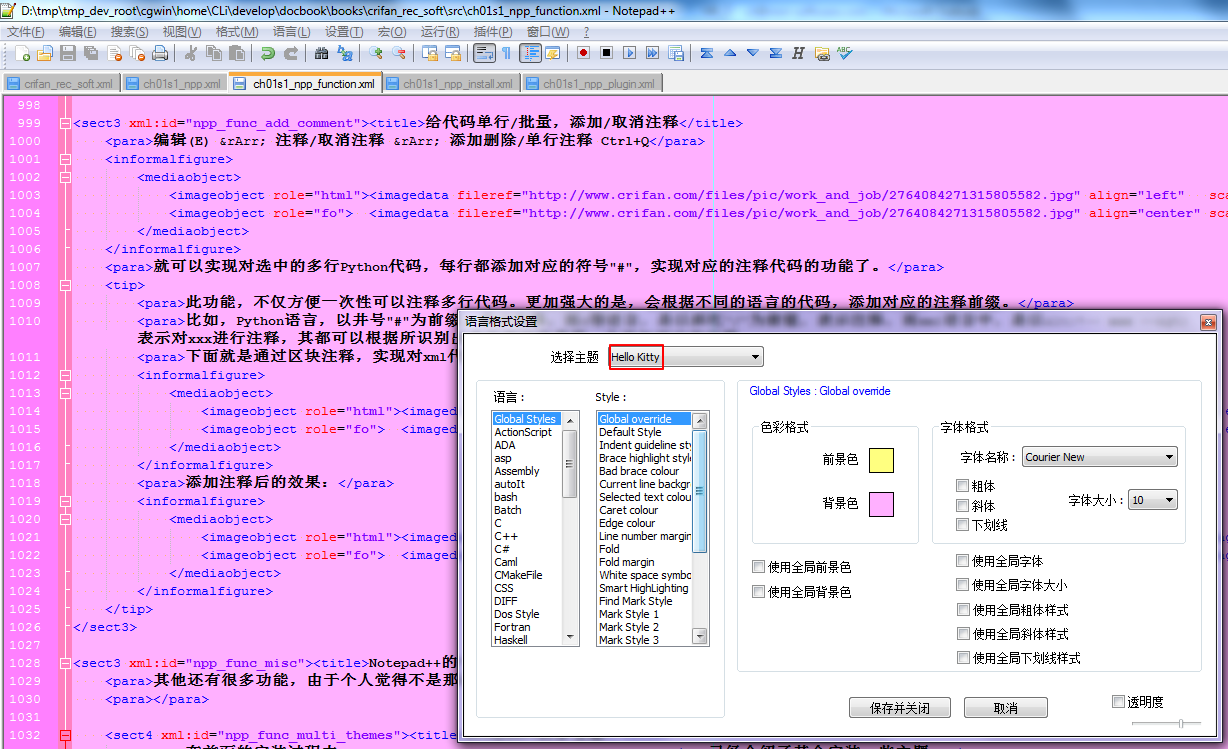 D:\tmp\tmp_dev_root\cgwin\home\CLi\develop\docbook\books\crifan_rec_soft\src\ch01s1_npp_function.xml - Notepad++
文件(F) 编辑(E) 搜索(S) 视图(V) 格式(M) 语言(L) 设置(T) 宏(O) 运行(R) 插件(P) 窗口(W) ?
crifan_rec_soft.xml ch01s1_npp.xml ch01s1_npp_function.xml ch01s1_npp_install.xml ch01s1_npp_plugin.xml
998
999 <sect3 xml:id="npp_func_add_comment"><title>给代码单行/批量，添加/取消注释</title>
1000 <para>编辑(E) &rArr; 注释/取消注释 &rArr; 添加删除/单行注释 Ctrl+Q</para>
1001 <informalfigure>
1002 <mediaobject>
1003 <imageobject role="html"><imagedata fileref="http://www.crifan.com/files/pic/work_and_job/2764084271315805582.jpg" align="left" sca
1004 <imageobject role="fo"> <imagedata fileref="http://www.crifan.com/files/pic/work_and_job/2764084271315805582.jpg" align="center" sca
1005 </mediaobject>
1006 </informalfigure>
1007 <para>就可以实现对选中的多行Python代码，每行都添加对应的符号"#"，实现对应的注释代码的功能了。</para>
1008 <tip>
1009 <para>此功能，不仅方便一次性可以注释多行代码。更加强大的是，会根据不同的语言的代码，添加对应的注释前缀。</para>
1010 <para>比如，Python语言，以井号"#"为前缀
表示对xxx进行注释，其都可以根据所识别出
1011 <para>下面就是通过区块注释，实现对xml代
1012 <informalfigure>
1013 <mediaobject>
1014 <imageobject role="html"><imaged
1015 <imageobject role="fo"> <imaged
1016 </mediaobject>
1017 </informalfigure>
1018 <para>添加注释后的效果：</para>
1019 <informalfigure>
1020 <mediaobject>
1021 <imageobject role="html"><imaged
1022 <imageobject role="fo"> <imaged
1023 </mediaobject>
1024 </informalfigure>
1025 </tip>
1026 </sect3>
1027
1028 <sect3 xml:id="npp_func_misc"><title>Notepad++的
1029 <para>其他还有很多功能，由于个人觉得不是那
1030 <para></para>
1031
1032 <sect4 xml:id="npp_func_multi_themes"><title
语言格式设置
选择主题 Hello Kitty
语言：
Global Styles
ActionScript
ADA
asp
Assembly
autoIt
bash
Batch
C
C++
C#
Caml
CMakeFile
CSS
DIFF
Dos Style
Fortran
Haskell
Style :
Global override
Default Style
Indent guideline sty
Brace highlight style
Bad brace colour
Current line backgr
Selected text colou
Caret colour
Edge colour
Line number margin
Fold
Fold margin
White space symbo
Smart HighLighting
Find Mark Style
Mark Style 1
Mark Style 2
Mark Style 3
Global Styles : Global override
色彩格式
前景色
背景色
字体格式
字体名称： Courier New
粗体
斜体
下划线
字体大小： 10
使用全局前景色
使用全局背景色
使用全局字体
使用全局字体大小
使用全局粗体样式
使用全局斜体样式
使用全局下划线样式
保存并关闭 取消
透明度